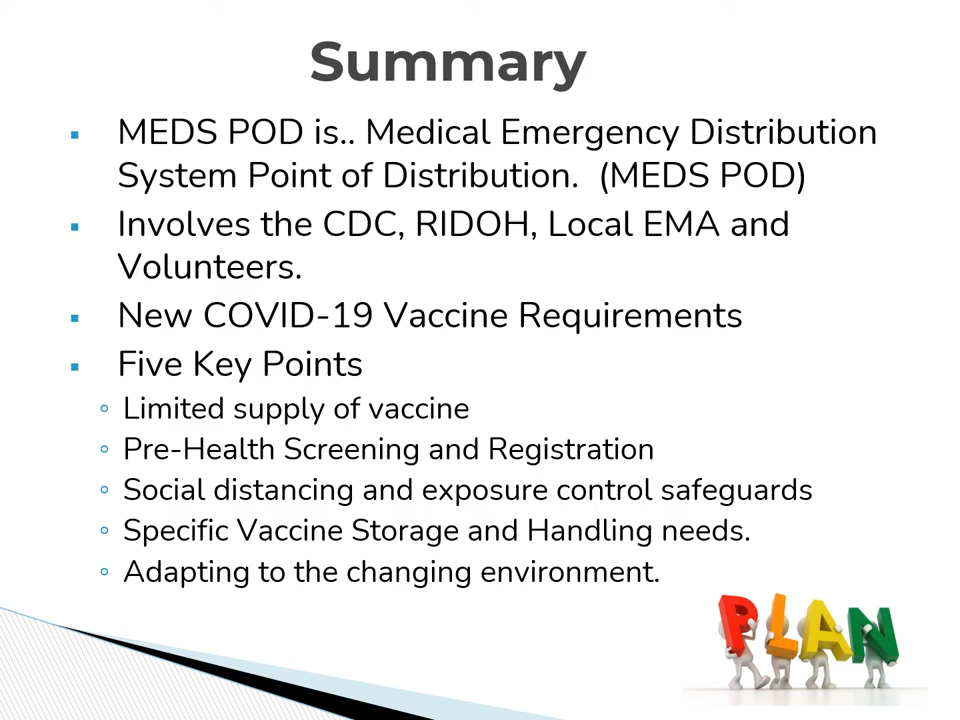 Summary
▪ MEDS POD is.. Medical Emergency Distribution
System Point of Distribution.  (MEDS POD)
▪ Involves the CDC, RIDOH, Local EMA and
Volunteers.
▪ New COVID-19 Vaccine Requirements
▪ Five Key Points
◦ Limited supply of vaccine
◦ Pre-Health Screening and Registration
◦ Social distancing and exposure control safeguards
◦ Specific Vaccine Storage and Handling needs.
◦ Adapting to the changing environment.
PLAN